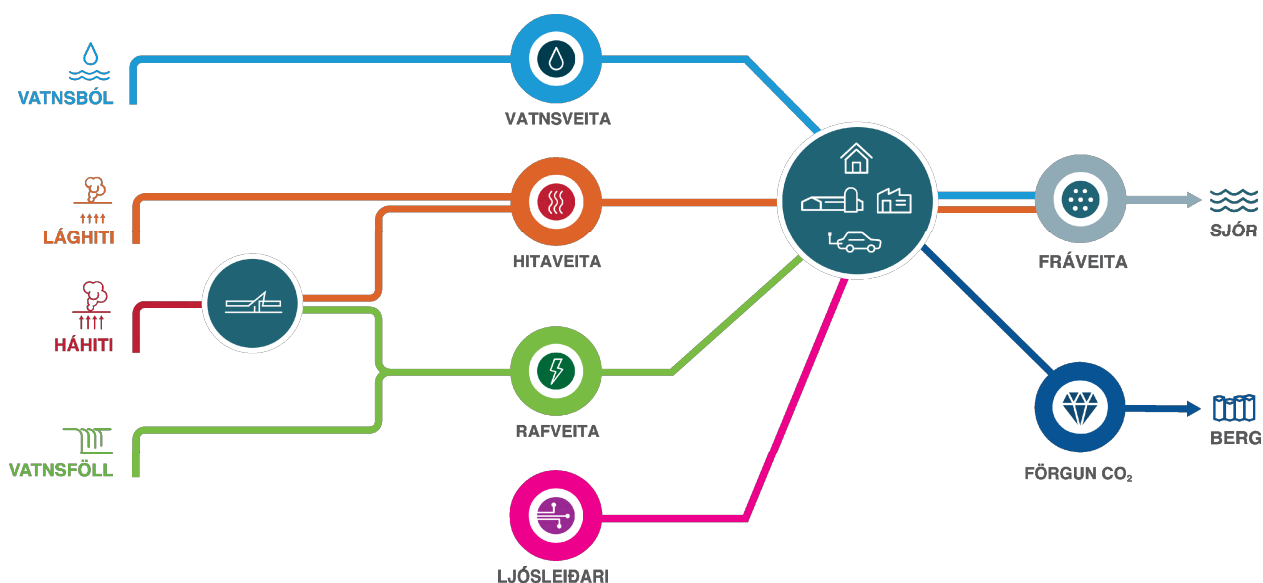 VATNSBÓL
VATNSVEITA
LÁGHITI
HITAVEITA
FRÁVEITA
SJÓR
HÁHITI
RAFVEITA
BERG
VATNSFÖLL
FÖRGUN CO₂
LJÓSLEIÐARI